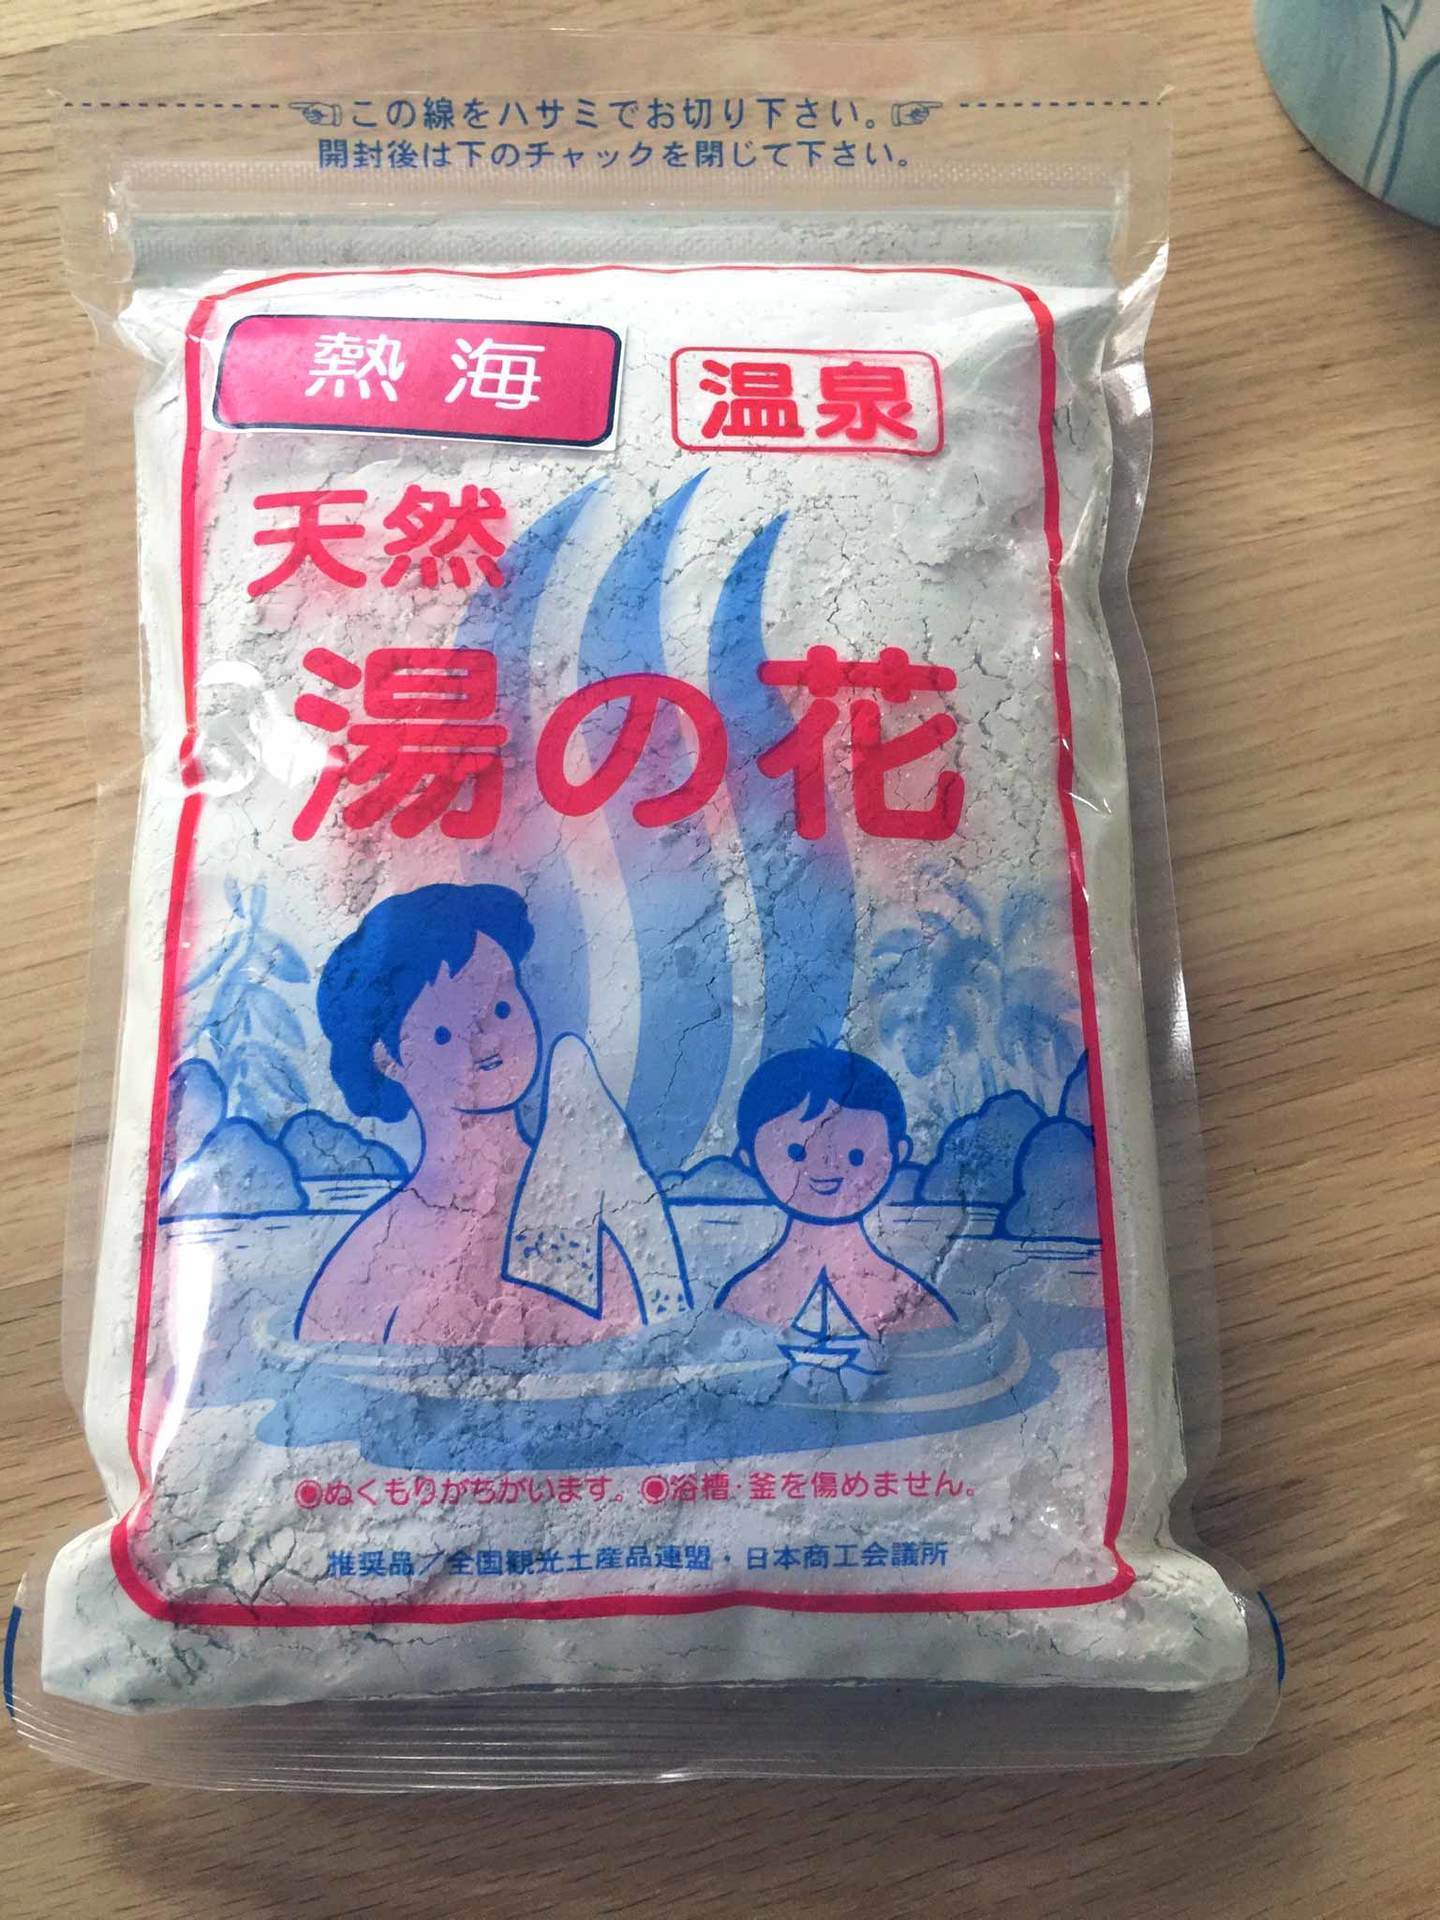 この線をハサミでお切り下さい。
開封後は下のチャックを閉じて下さい。
熱海
温泉
天然
湯の花
◉ぬくもりがちがいます。◉浴槽・釜を傷めません。
推奨品／全国観光土産品連盟・日本商工会議所